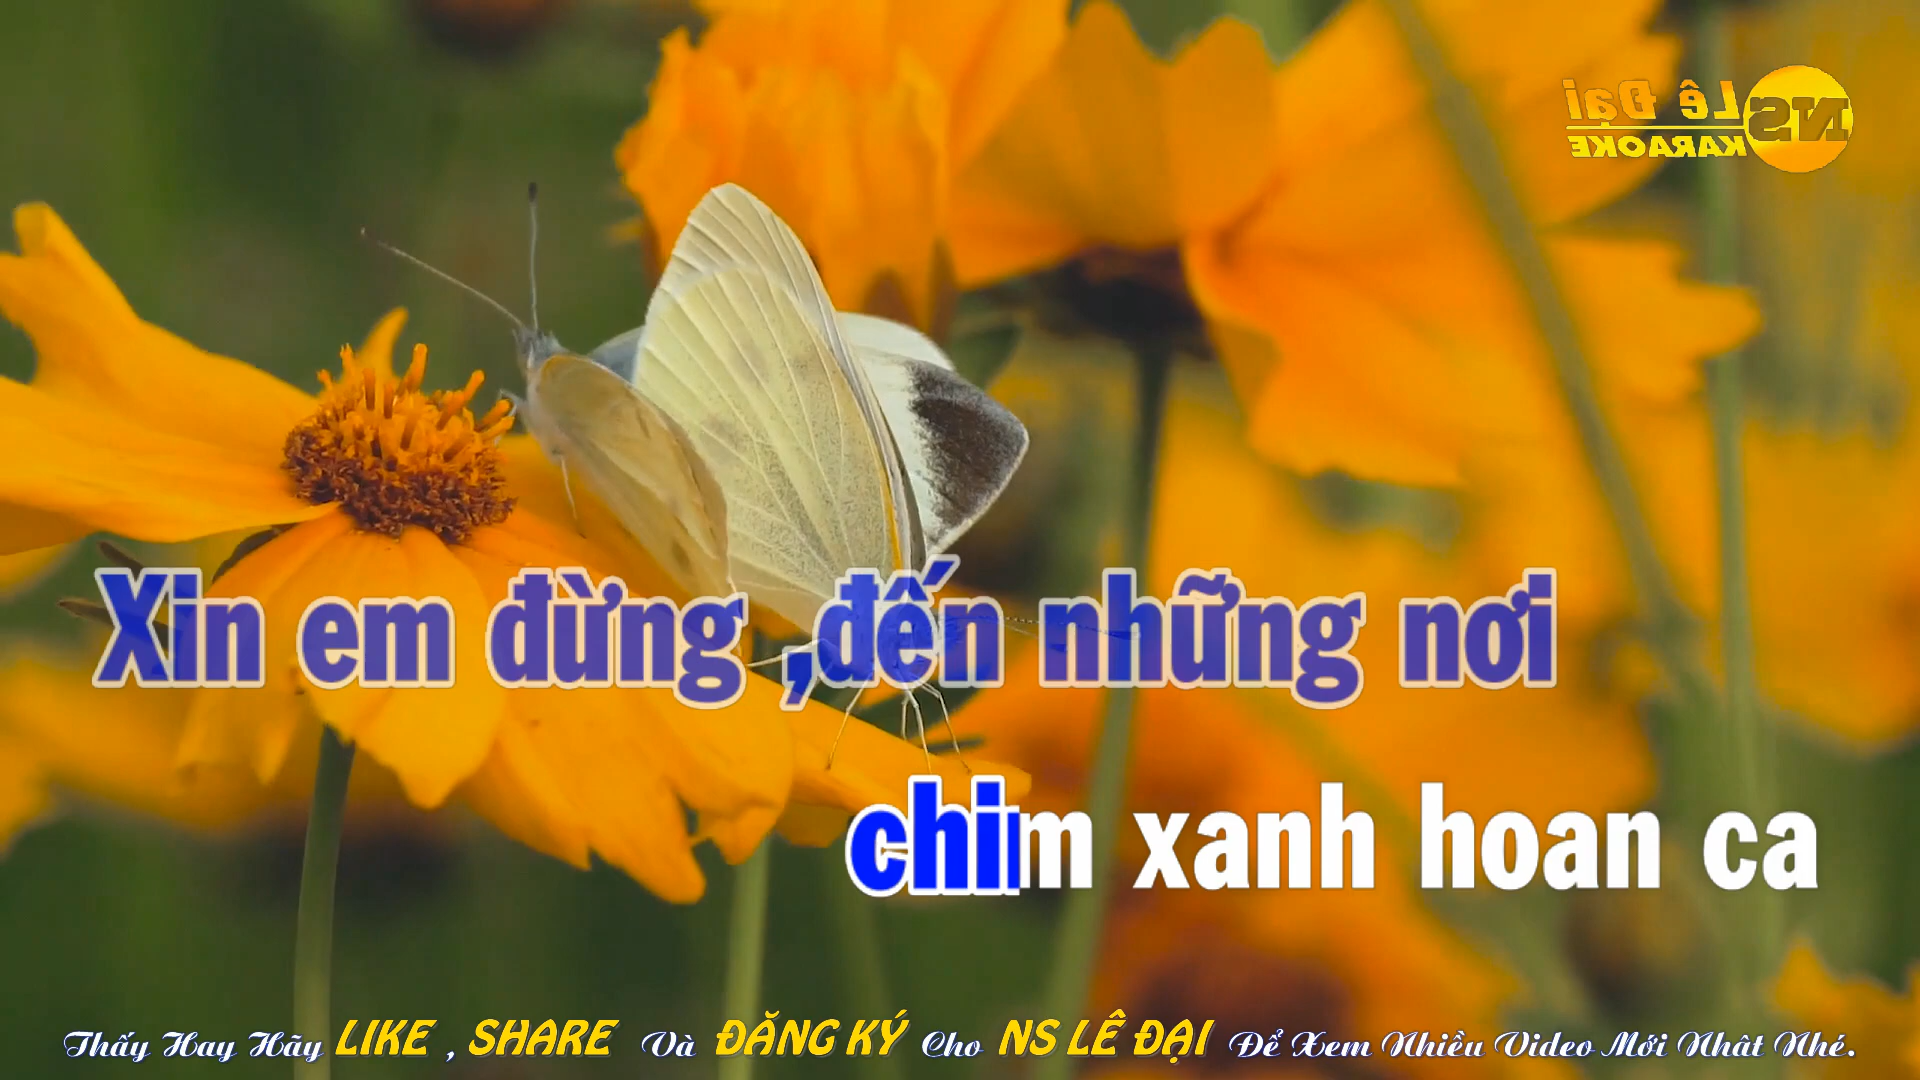 NS Lê Đại
KARAOKE
Xin em đừng ,đến những nơi
chim xanh hoan ca
Thấy Hay Hãy LIKE , SHARE Và ĐĂNG KÝ Cho NS LÊ ĐẠI Để Xem Nhiều Video Mới Nhât Nhé.